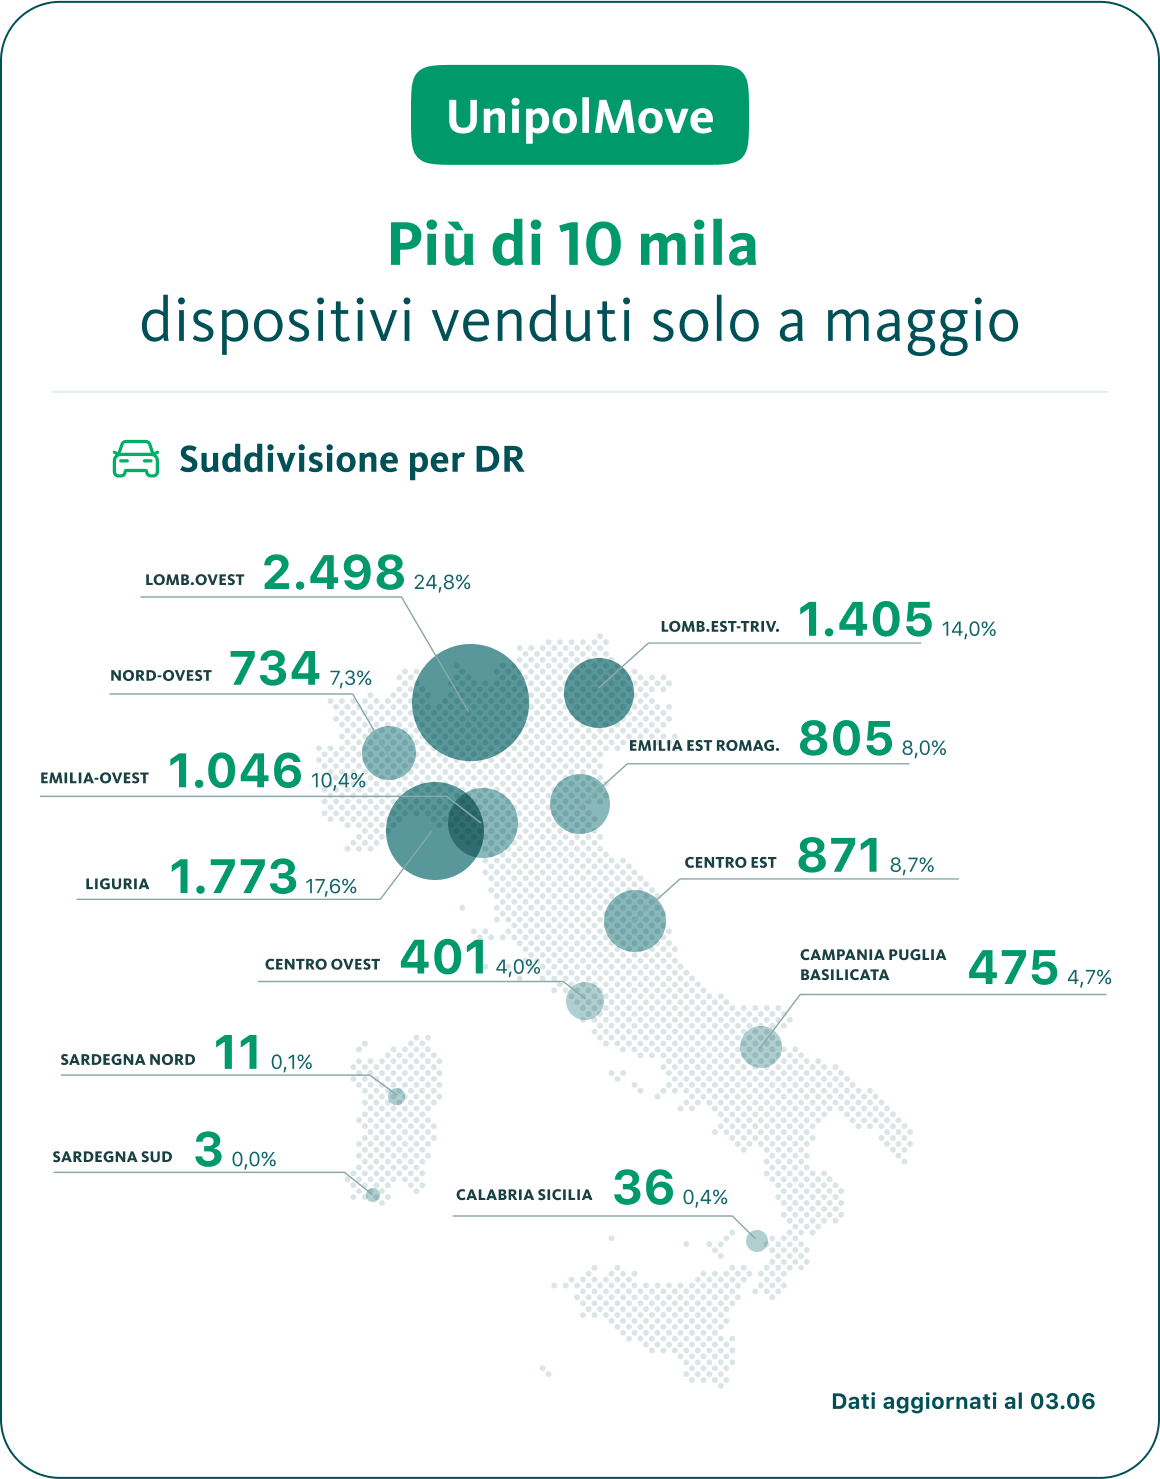 UnipolMove
Più di 10 mila
dispositivi venduti solo a maggio
Suddivisione per DR
LOMB.OVEST 2.498 24,8%
LOMB.EST-TRIV. 1.405 14,0%
NORD-OVEST 734 7,3%
EMILIA EST ROMAG. 805 8,0%
EMILIA-OVEST 1.046 10,4%
CENTRO EST 871 8,7%
LIGURIA 1.773 17,6%
CENTRO OVEST 401 4,0%
CAMPANIA PUGLIA
BASILICATA 475 4,7%
SARDEGNA NORD 11 0,1%
SARDEGNA SUD 3 0,0%
CALABRIA SICILIA 36 0,4%
Dati aggiornati al 03.06